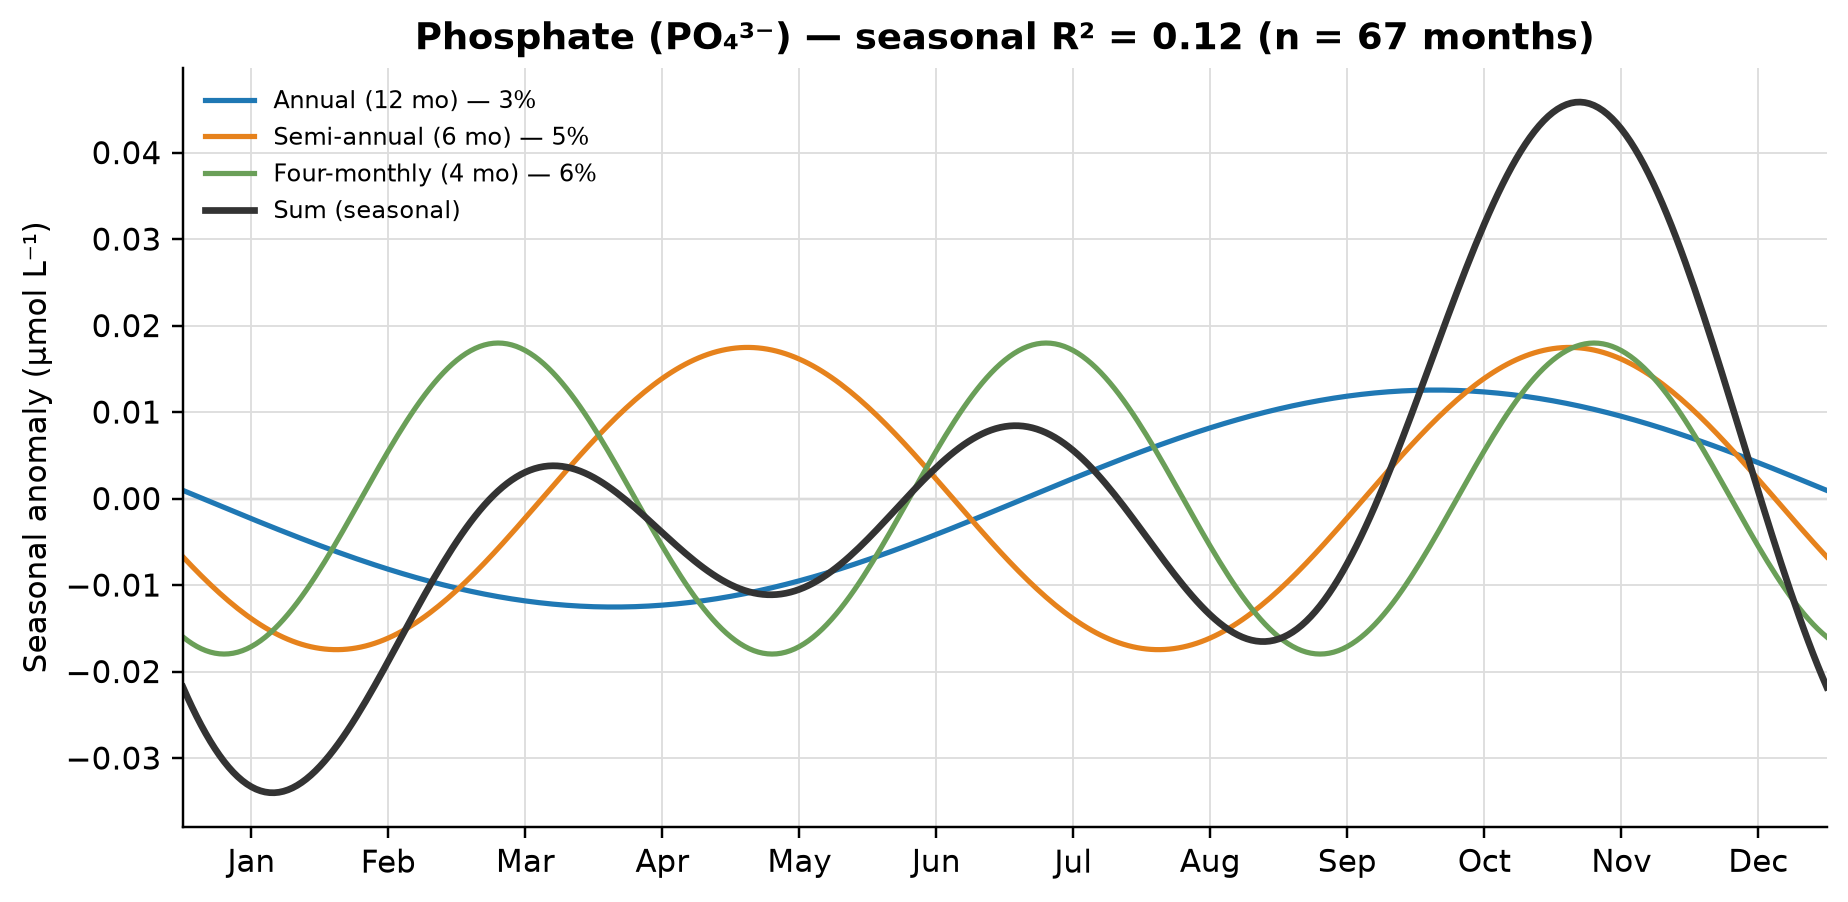 Phosphate (PO₄³⁻) — seasonal R² = 0.12 (n = 67 months)
Annual (12 mo) — 3%
Semi-annual (6 mo) — 5%
Four-monthly (4 mo) — 6%
Sum (seasonal)
Seasonal anomaly (μmol L⁻¹)
0.04
0.03
0.02
0.01
0.00
−0.01
−0.02
−0.03
Jan Feb Mar Apr May Jun Jul Aug Sep Oct Nov Dec